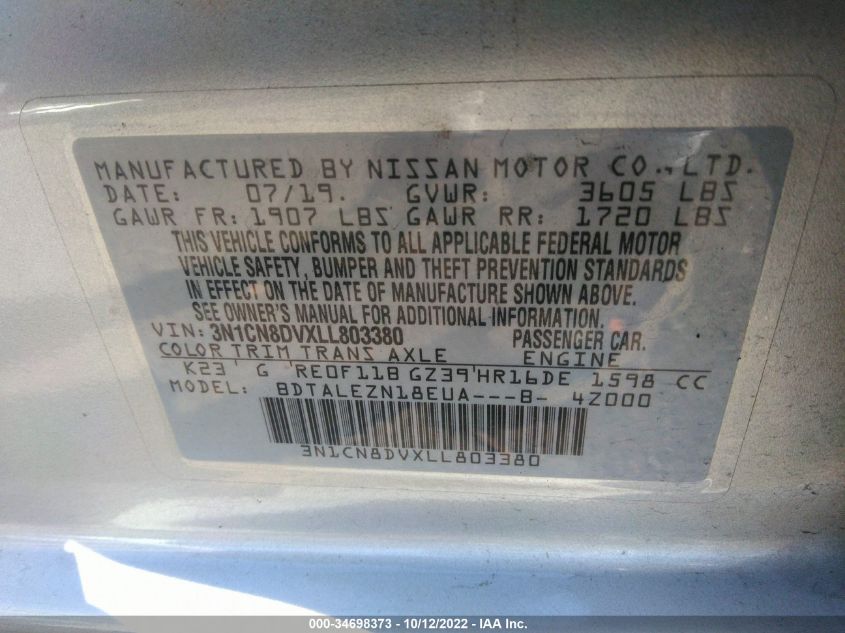 MANUFACTURED BY NISSAN MOTOR CO., LTD.
DATE: 07/19. GVWR: 3605 LBS
GAWR FR: 1907 LBS GAWR RR: 1720 LBS
THIS VEHICLE CONFORMS TO ALL APPLICABLE FEDERAL MOTOR
VEHICLE SAFETY, BUMPER AND THEFT PREVENTION STANDARDS
IN EFFECT ON THE DATE OF MANUFACTURE SHOWN ABOVE.
SEE OWNER'S MANUAL FOR ADDITIONAL INFORMATION.
VIN: 3N1CN8DVXLL803380 PASSENGER CAR.
COLOR TRIM TRANS AXLE ENGINE
K23 G RE0F11B GZ39 HR16DE 1598 CC
MODEL: BDTALEZN18EUA---B- 4Z000
3N1CN8DVXLL803380
000-34698373 - 10/12/2022 - IAA Inc.